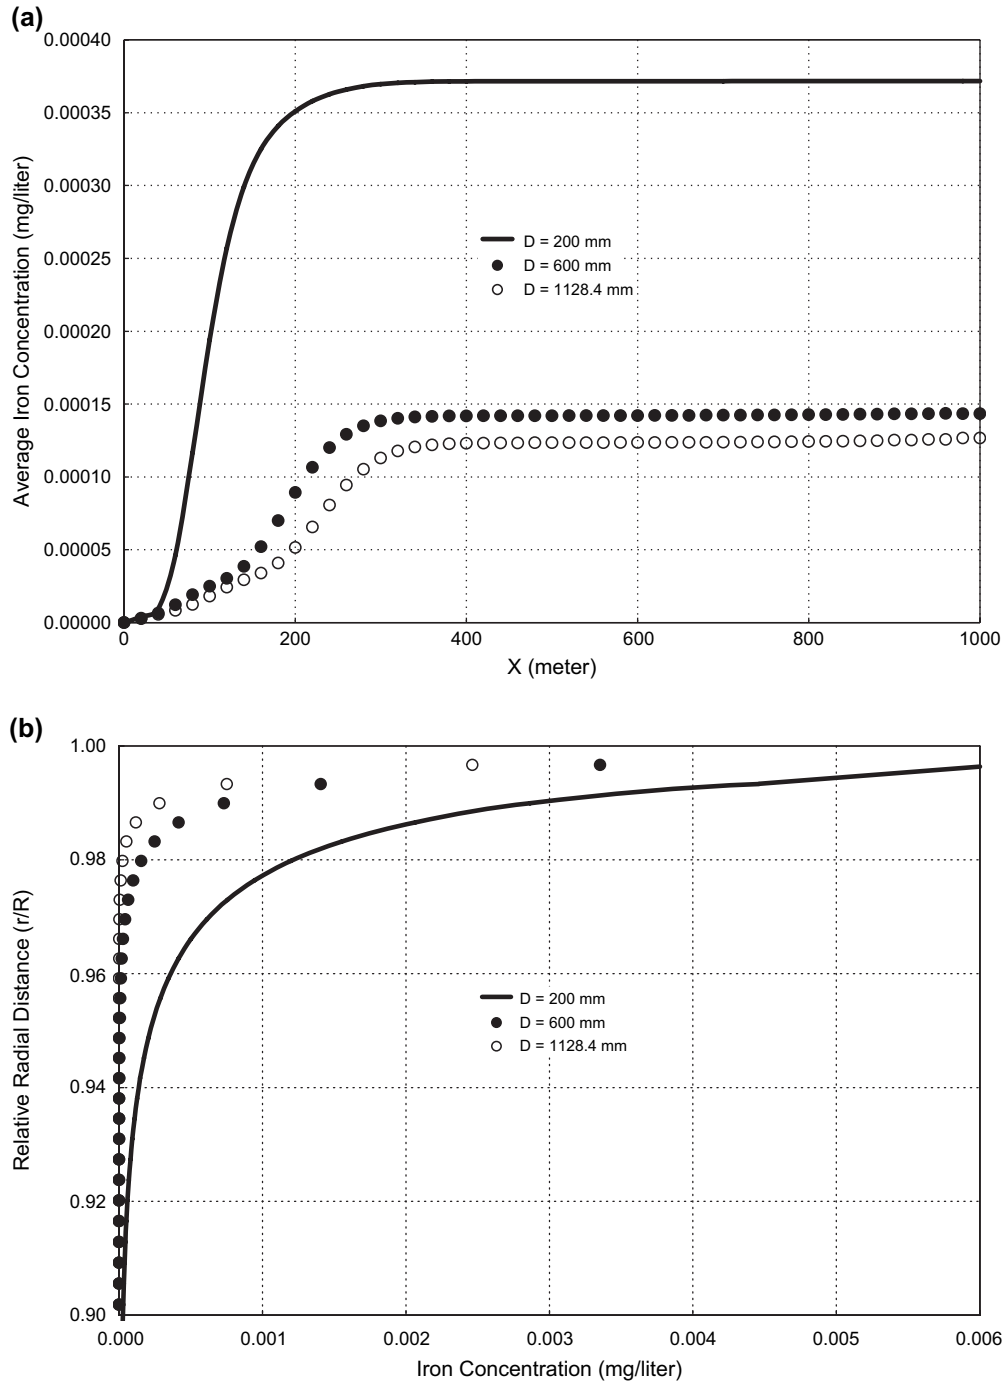 (a)
0.00040
0.00035
0.00030
0.00025
0.00020
0.00015
0.00010
0.00005
0.00000
Average Iron Concentration (mg/liter)
D = 200 mm
D = 600 mm
D = 1128.4 mm
0 200 400 600 800 1000
X (meter)
(b)
1.00
0.98
0.96
0.94
0.92
0.90
Relative Radial Distance (r/R)
D = 200 mm
D = 600 mm
D = 1128.4 mm
0.000 0.001 0.002 0.003 0.004 0.005 0.006
Iron Concentration (mg/liter)